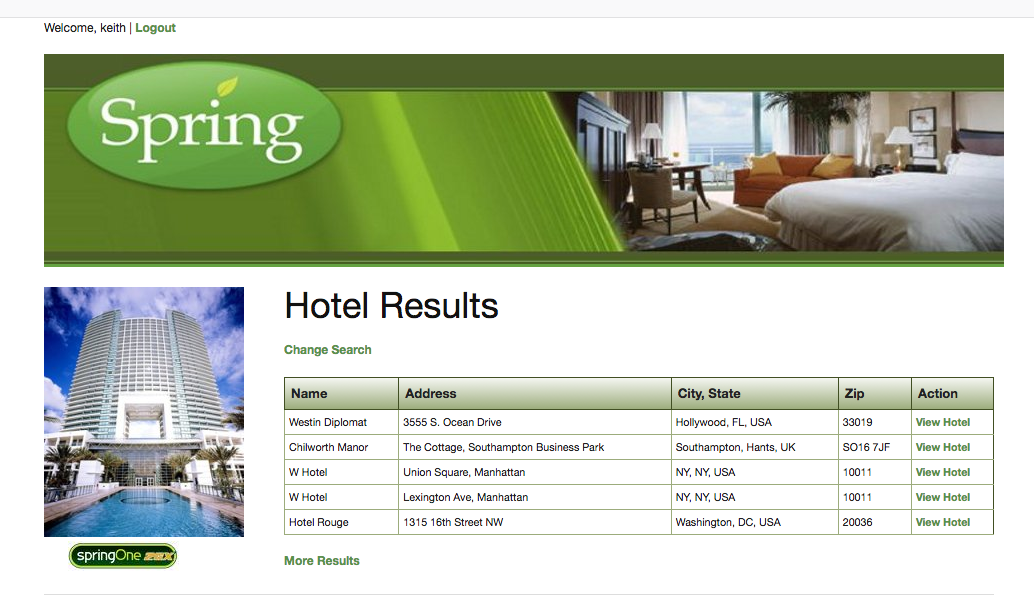 Welcome, keith | Logout
Spring
Hotel Results
Change Search
Name Address City, State Zip Action
Westin Diplomat 3555 S. Ocean Drive Hollywood, FL, USA 33019 View Hotel
Chilworth Manor The Cottage, Southampton Business Park Southampton, Hants, UK SO16 7JF View Hotel
W Hotel Union Square, Manhattan NY, NY, USA 10011 View Hotel
W Hotel Lexington Ave, Manhattan NY, NY, USA 10011 View Hotel
Hotel Rouge 1315 16th Street NW Washington, DC, USA 20036 View Hotel
More Results
springOne 2GX